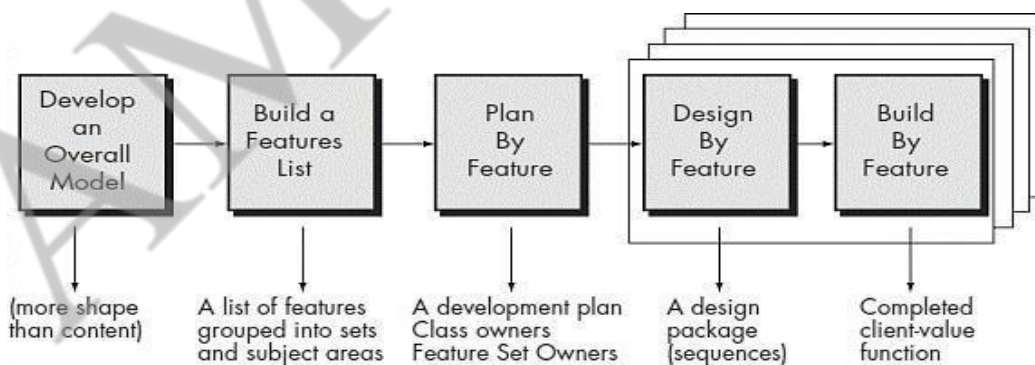 Develop
an
Overall
Model
Build a
Features
List
Plan
By
Feature
Design
By
Feature
Build
By
Feature
(more shape
than content)
A list of features
grouped into sets
and subject areas
A development plan
Class owners
Feature Set Owners
A design
package
(sequences)
Completed
client-value
function